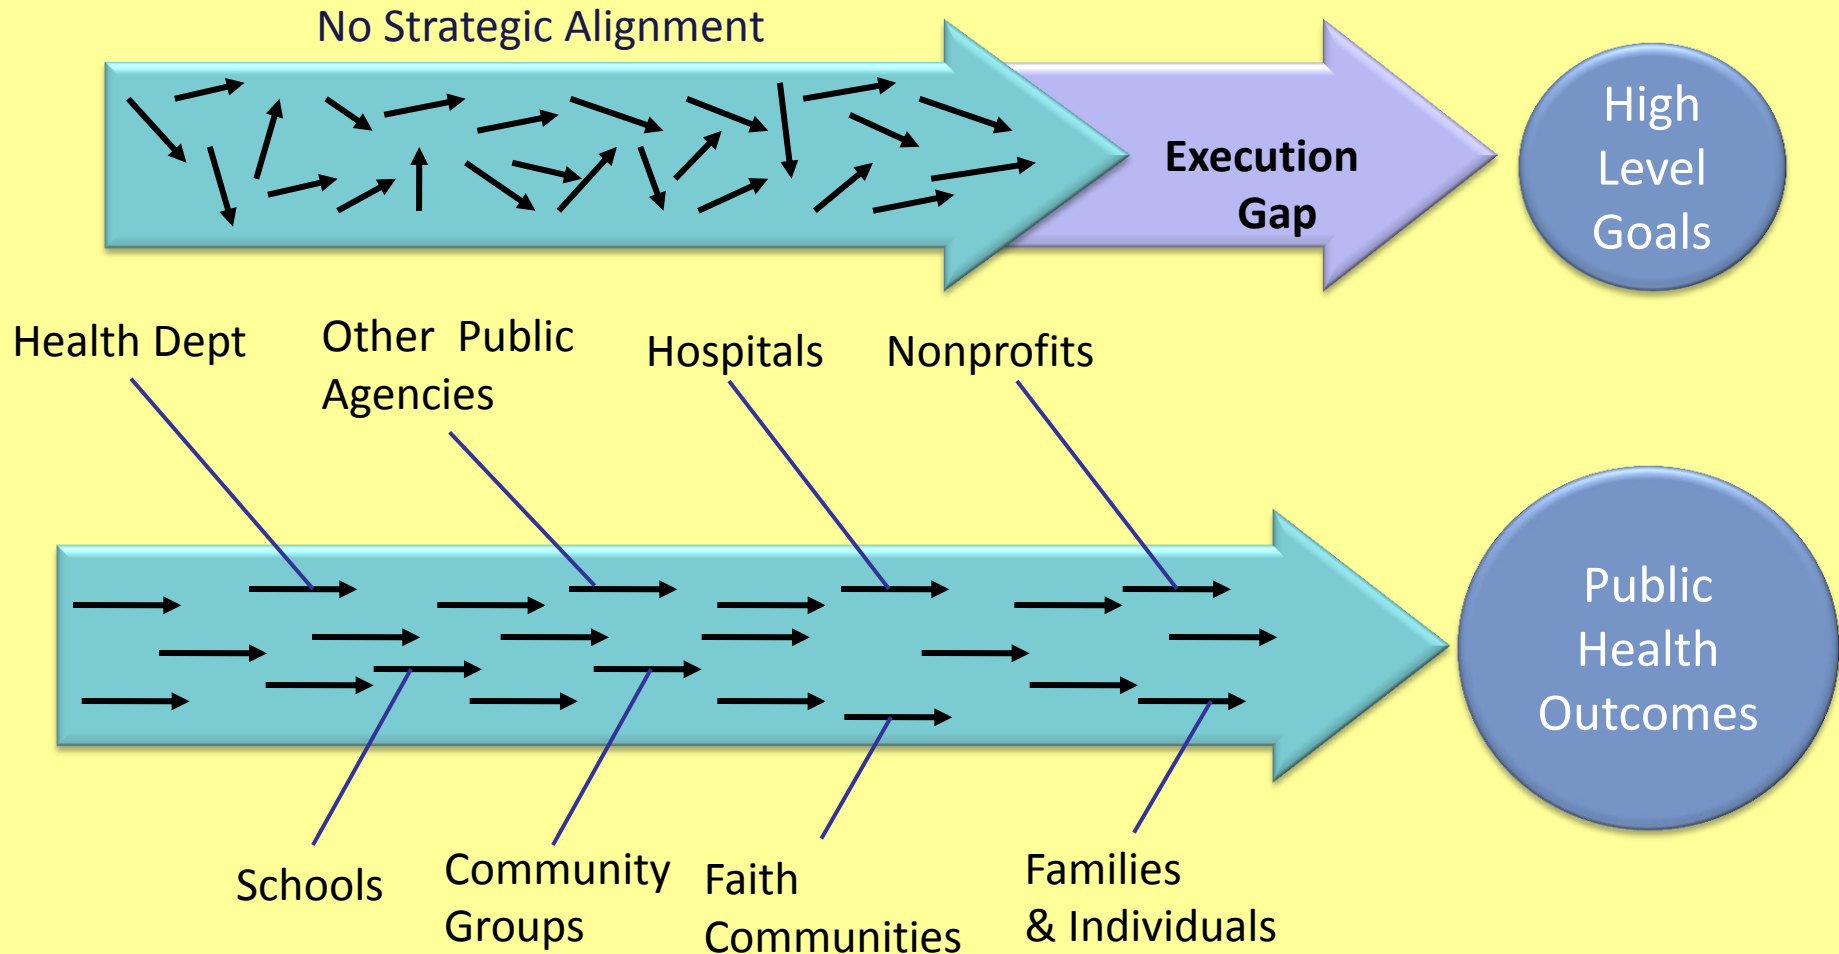 No Strategic Alignment
Execution
Gap
High
Level
Goals
Health Dept
Other Public
Agencies
Hospitals
Nonprofits
Public
Health
Outcomes
Schools
Community
Groups
Faith
Communities
Families
& Individuals